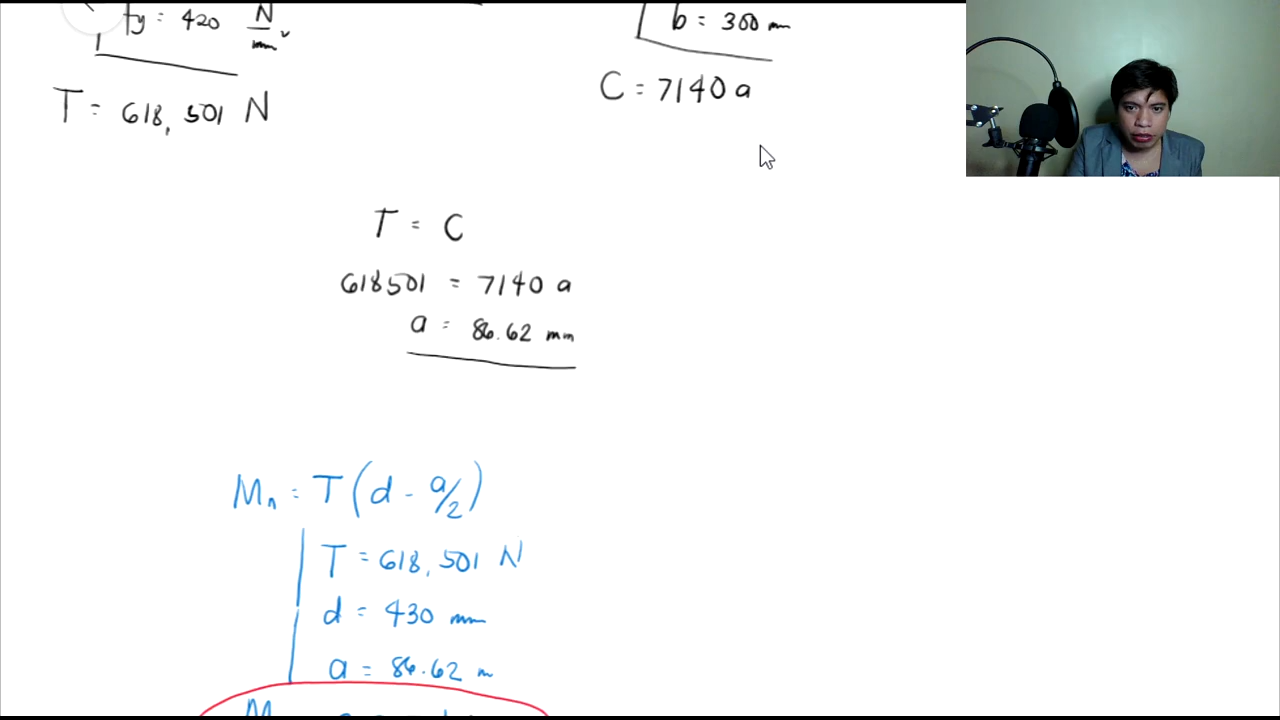 fy = 420 N/mm²
b = 300 mm
T = 618,501 N
C = 7140 a
T = C
618501 = 7140 a
a = 86.62 mm
Mn = T(d - a/2)
T = 618,501 N
d = 430 mm
a = 86.62 m
M